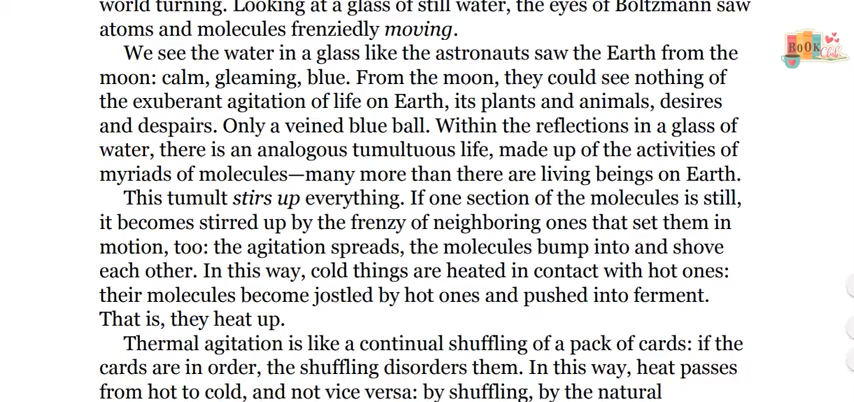 world turning. Looking at a glass of still water, the eyes of Boltzmann saw
atoms and molecules frenziedly moving.
We see the water in a glass like the astronauts saw the Earth from the
moon: calm, gleaming, blue. From the moon, they could see nothing of
the exuberant agitation of life on Earth, its plants and animals, desires
and despairs. Only a veined blue ball. Within the reflections in a glass of
water, there is an analogous tumultuous life, made up of the activities of
myriads of molecules—many more than there are living beings on Earth.
This tumult stirs up everything. If one section of the molecules is still,
it becomes stirred up by the frenzy of neighboring ones that set them in
motion, too: the agitation spreads, the molecules bump into and shove
each other. In this way, cold things are heated in contact with hot ones:
their molecules become jostled by hot ones and pushed into ferment.
That is, they heat up.
Thermal agitation is like a continual shuffling of a pack of cards: if the
cards are in order, the shuffling disorders them. In this way, heat passes
from hot to cold, and not vice versa: by shuffling, by the natural
BOOK
Club